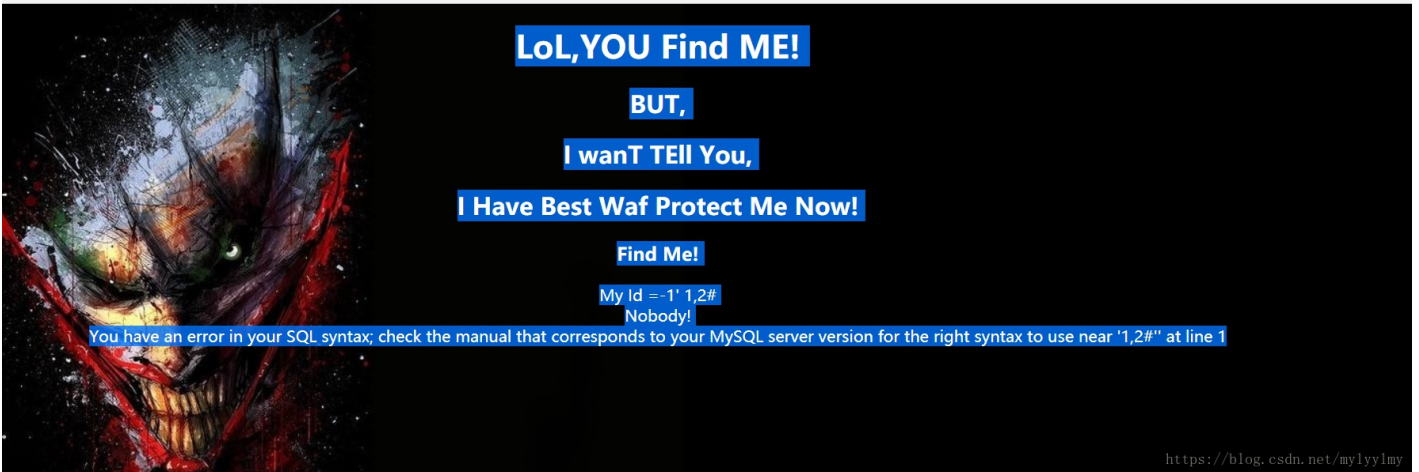 LoL,YOU Find ME!
BUT,
I wanT TEll You,
I Have Best Waf Protect Me Now!
Find Me!
My Id =-1' 1,2#
Nobody!
You have an error in your SQL syntax; check the manual that corresponds to your MySQL server version for the right syntax to use near '1,2#'' at line 1
https://blog.csdn.net/mylyylmy